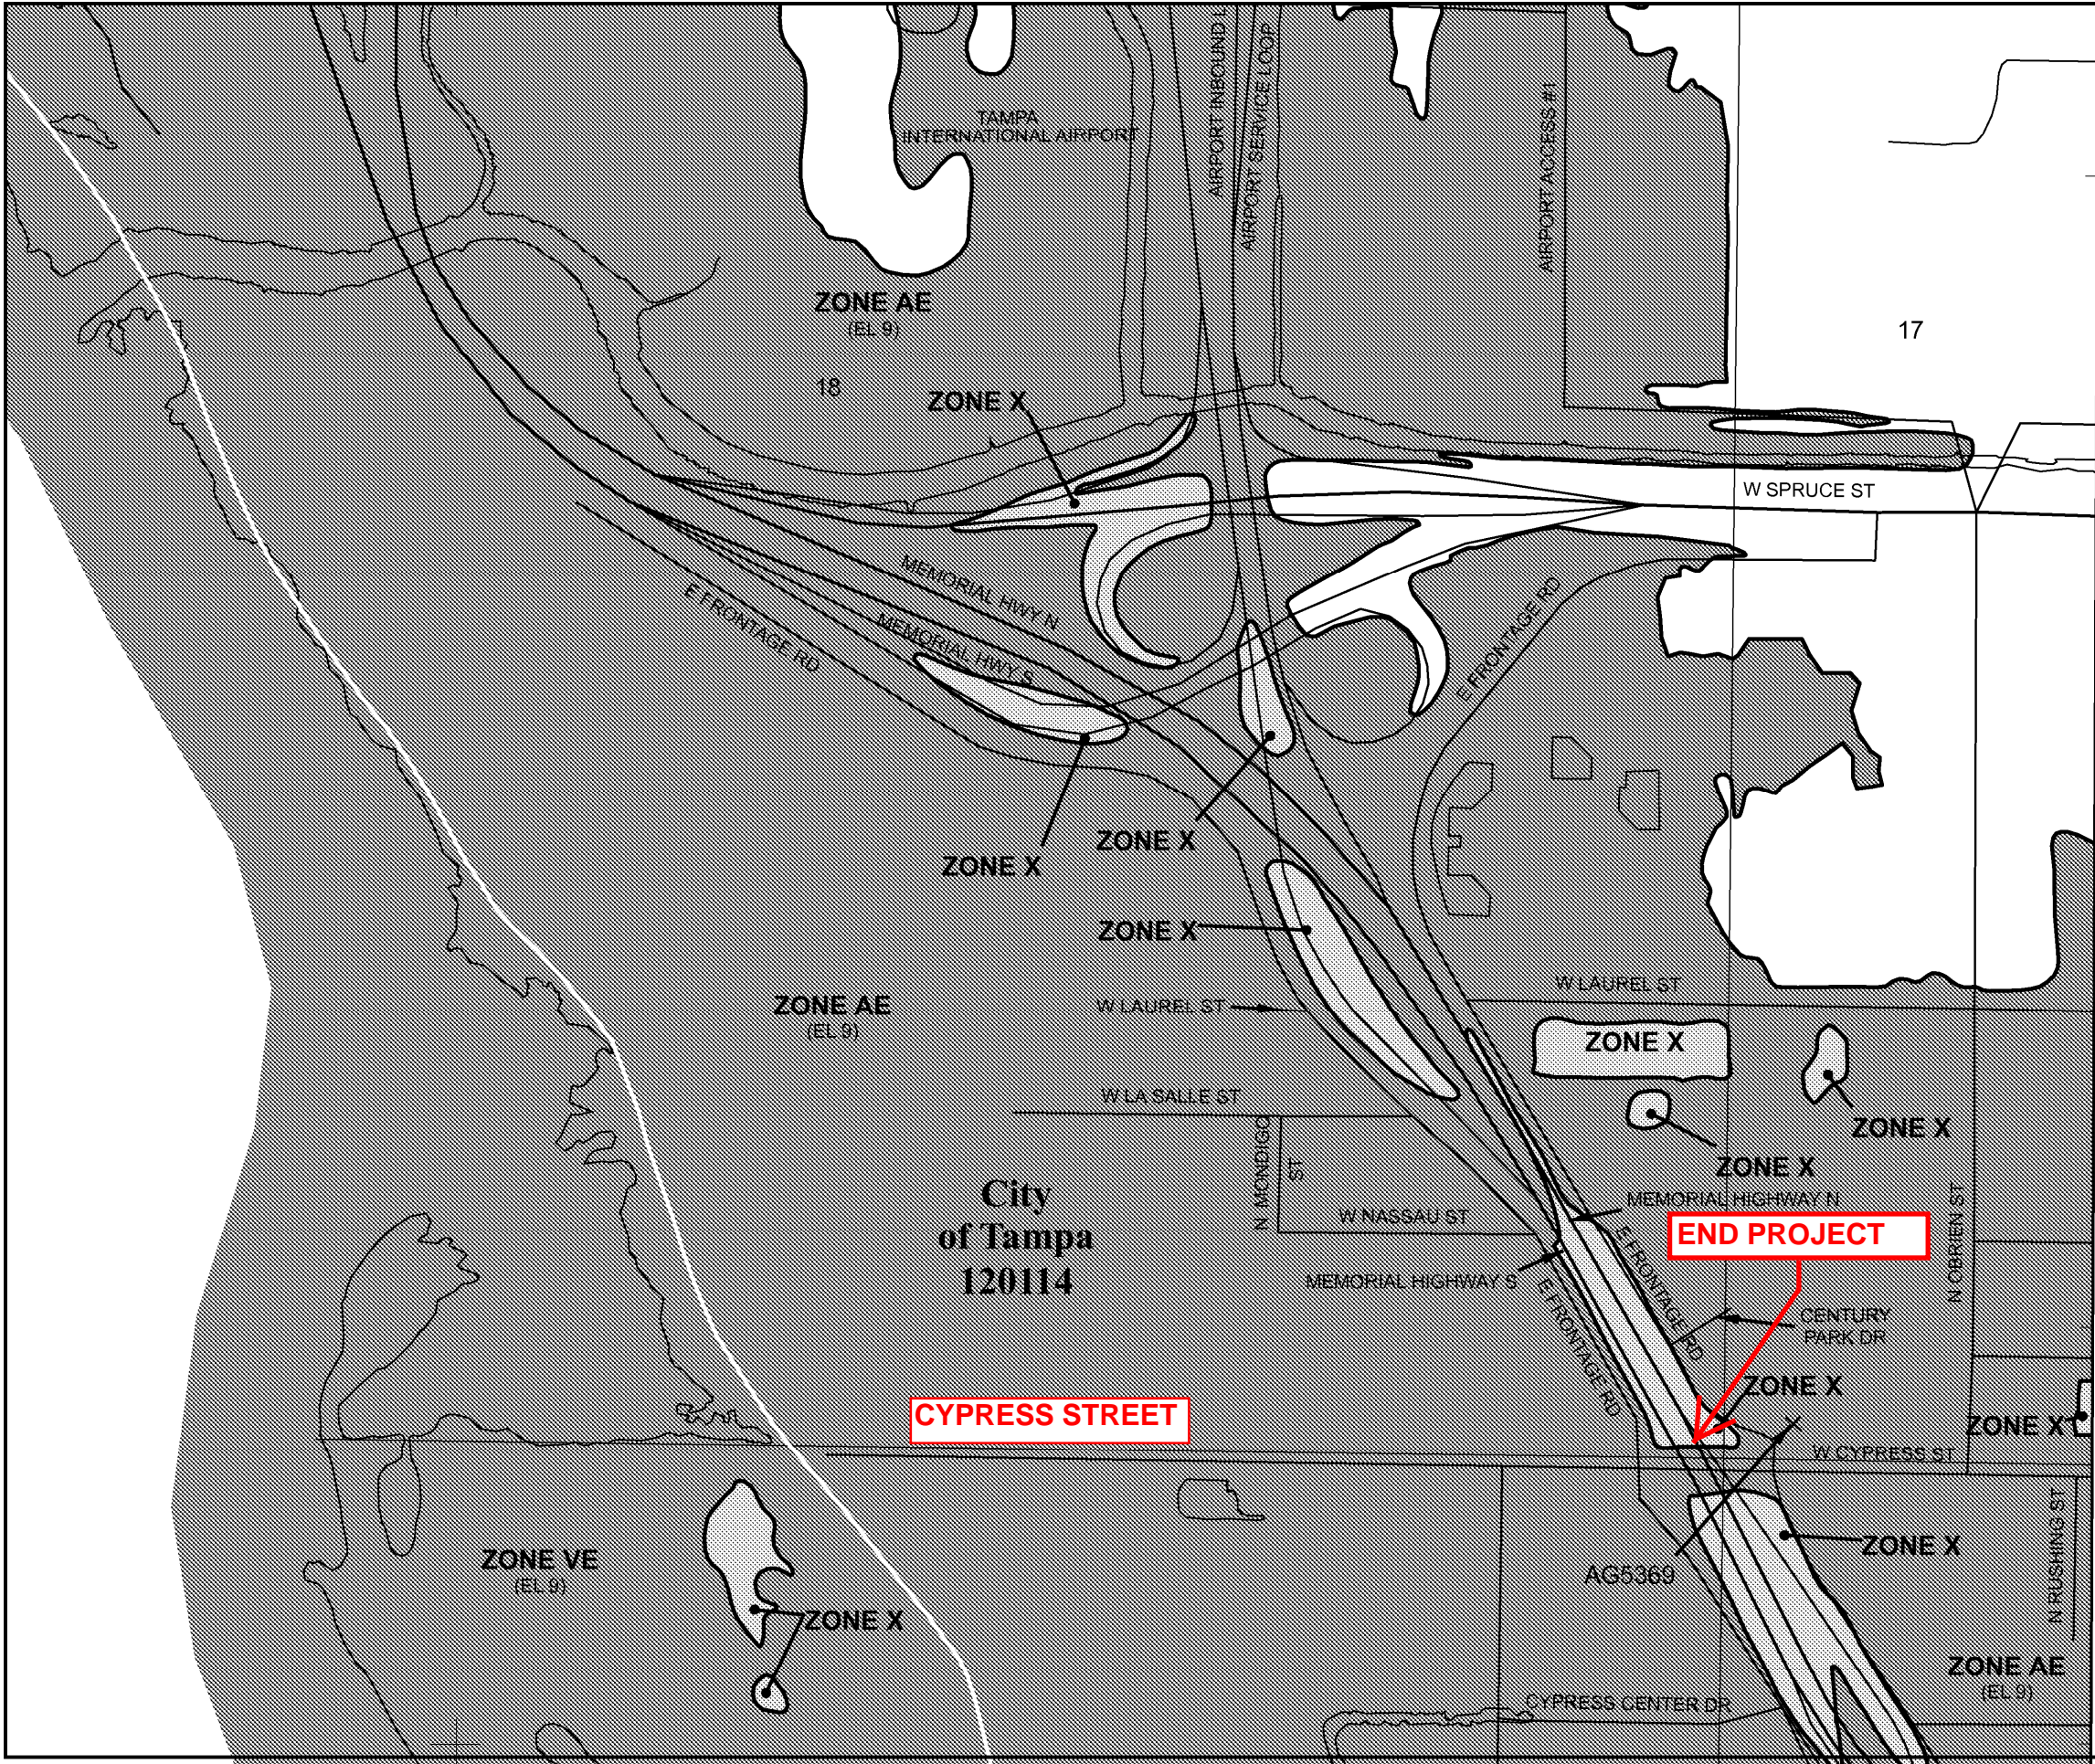 AIRPORT INBOUND L
AIRPORT SERVICE LOOP
AIRPORT ACCESS #1
TAMPA
INTERNATIONAL AIRPORT
ZONE AE
(EL 9)
17
18
ZONE X
W SPRUCE ST
MEMORIAL HWY N
E FRONTAGE RD
MEMORIAL HWY S
E FRONTAGE RD
ZONE X
ZONE X
ZONE X
W LAUREL ST
ZONE AE
(EL 9)
W LAUREL ST
ZONE X
W LA SALLE ST
ZONE X
N MONDIGO
ST
ZONE X
City
of Tampa
120114
MEMORIAL HIGHWAY N
W NASSAU ST
END PROJECT
E FRONTAGE RD
N OBRIEN ST
MEMORIAL HIGHWAY S
E FRONTAGE RD
CENTURY
PARK DR
ZONE X
CYPRESS STREET
ZONE X
W CYPRESS ST
ZONE VE
(EL 9)
ZONE X
AG5369
N RUSHING ST
ZONE X
ZONE AE
(EL 9)
CYPRESS CENTER DR